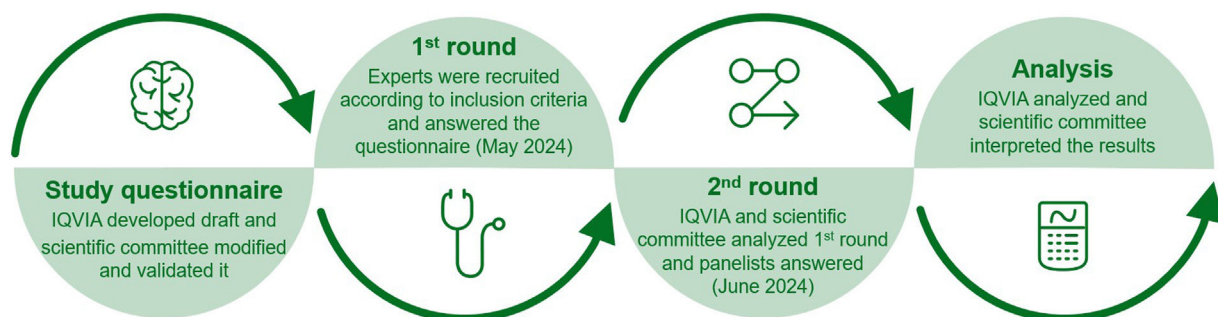 Study questionnaire
IQVIA developed draft and
scientific committee modified
and validated it
1st round
Experts were recruited
according to inclusion criteria
and answered the
questionnaire (May 2024)
2nd round
IQVIA and scientific
committee analyzed 1st round
and panelists answered
(June 2024)
Analysis
IQVIA analyzed and
scientific committee
interpreted the results